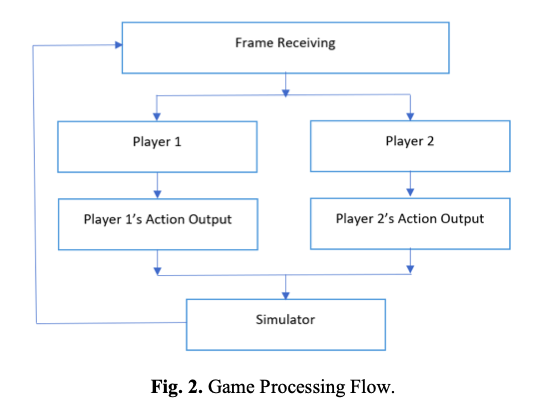 Frame Receiving
Player 1
Player 2
Player 1's Action Output
Player 2's Action Output
Simulator
Fig. 2. Game Processing Flow.